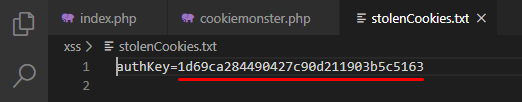 index.php
cookiemonster.php
stolenCookies.txt
xss > stolenCookies.txt
1 authKey=1d69ca284490427c90d211903b5c5163
2